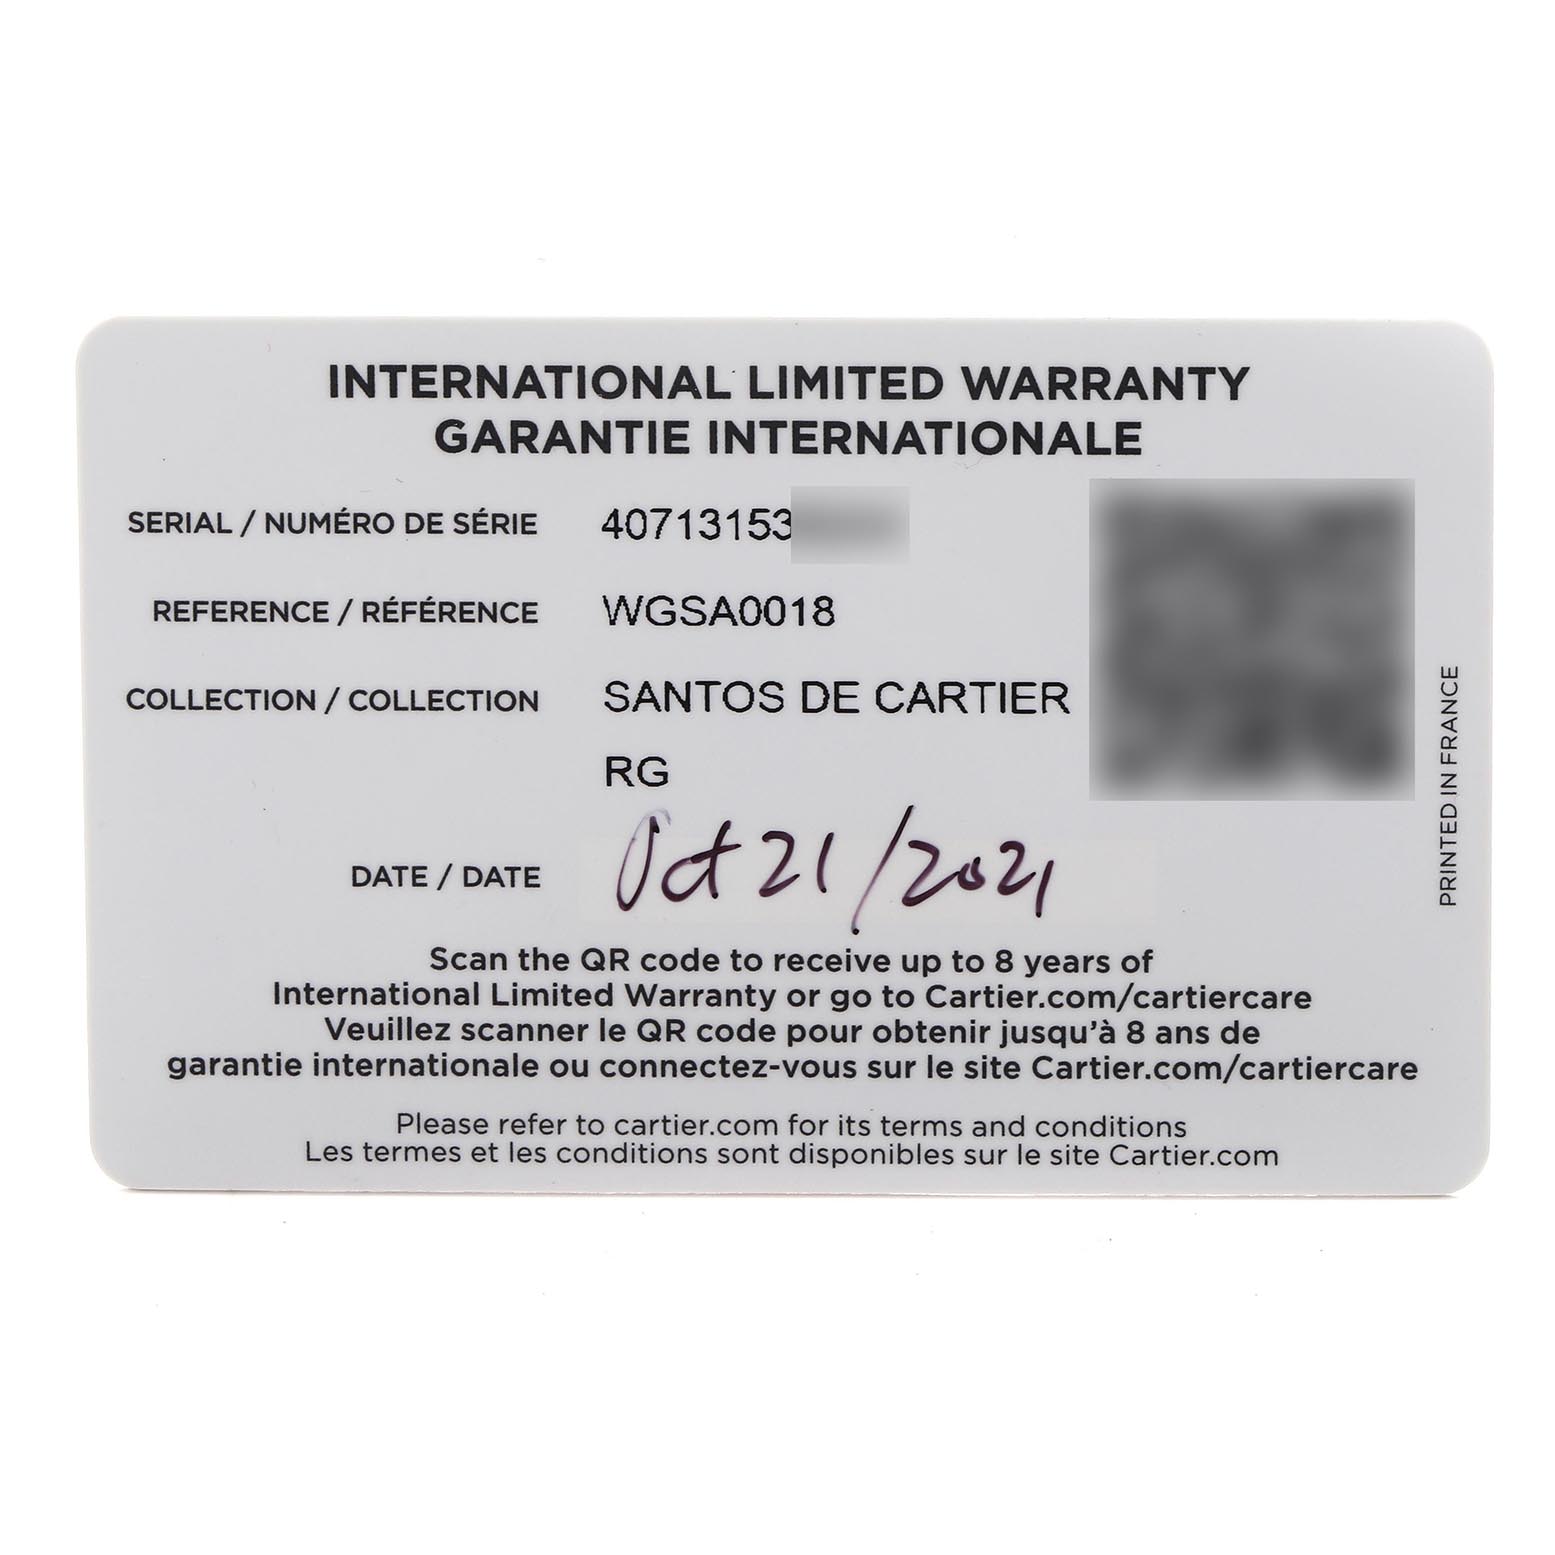 INTERNATIONAL LIMITED WARRANTY
GARANTIE INTERNATIONALE
SERIAL / NUMÉRO DE SÉRIE 40713153
REFERENCE / RÉFÉRENCE WGSA0018
COLLECTION / COLLECTION SANTOS DE CARTIER
RG
DATE / DATE Oct 21/2021
PRINTED IN FRANCE
Scan the QR code to receive up to 8 years of
International Limited Warranty or go to Cartier.com/cartiercare
Veuillez scanner le QR code pour obtenir jusqu'à 8 ans de
garantie internationale ou connectez-vous sur le site Cartier.com/cartiercare
Please refer to cartier.com for its terms and conditions
Les termes et les conditions sont disponibles sur le site Cartier.com